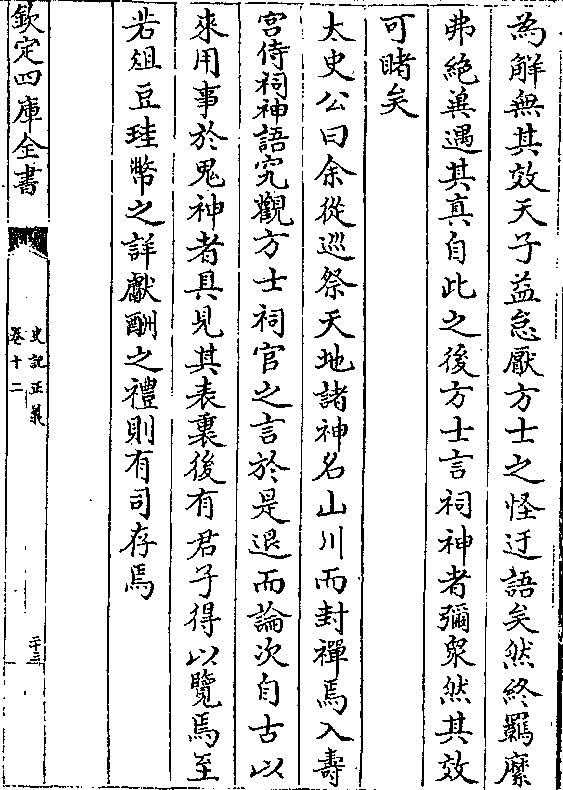 為解無其效天子益怠厭方士之怪迂語矣然終羈縻
弗絶兾遇其真自此之後方士言祠神者彌衆然其效
可睹矣
太史公曰余從巡祭天地諸神名山川而封禪焉入壽
宫侍祠神語究觀方士祠官之言於是退而論次自古以
來用事於鬼神者具見其表裏後有君子得以覽焉至
若俎豆珪幣之詳獻酬之禮則有司存焉
欽定四庫全書
史記正義
卷十二
二十三